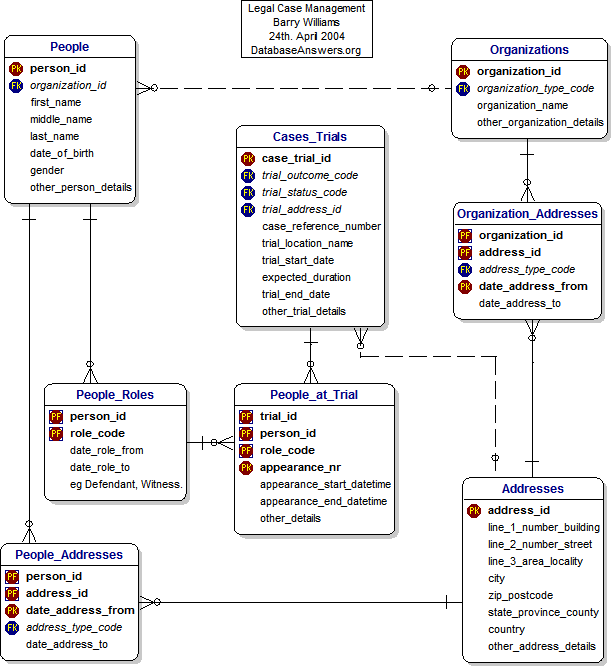 Legal Case Management
Barry Williams
24th. April 2004
DatabaseAnswers.org
People
PK person_id
FK organization_id
first_name
middle_name
last_name
date_of_birth
gender
other_person_details
Organizations
PK organization_id
FK organization_type_code
organization_name
other_organization_details
Cases_Trials
PK case_trial_id
FK trial_outcome_code
FK trial_status_code
FK trial_address_id
case_reference_number
trial_location_name
trial_start_date
expected_duration
trial_end_date
other_trial_details
Organization_Addresses
PF organization_id
PF address_id
FK address_type_code
PK date_address_from
date_address_to
People_Roles
PF person_id
PF role_code
date_role_from
date_role_to
eg Defendant, Witness.
People_at_Trial
PF trial_id
PF person_id
PF role_code
PK appearance_nr
appearance_start_datetime
appearance_end_datetime
other_details
Addresses
PK address_id
line_1_number_building
line_2_number_street
line_3_area_locality
city
zip_postcode
state_province_county
country
other_address_details
People_Addresses
PF person_id
PF address_id
PK date_address_from
FK address_type_code
date_address_to